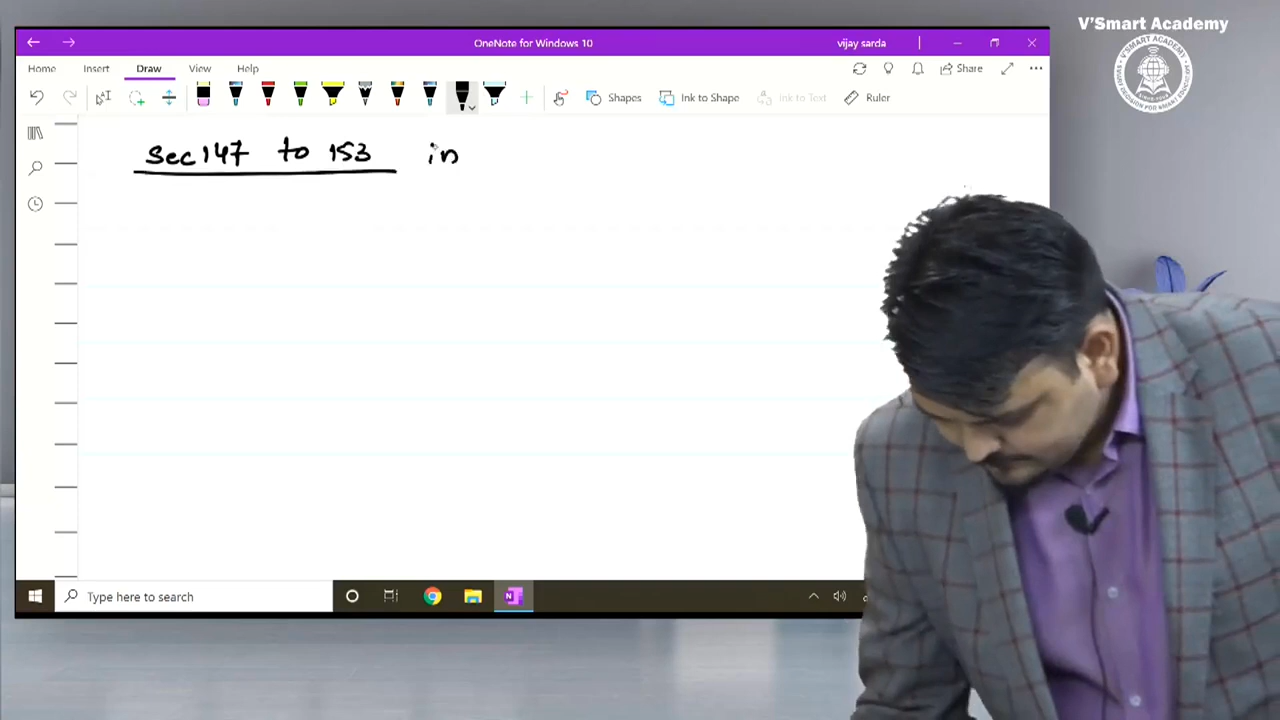 V'Smart Academy
OneNote for Windows 10
vijay sarda
Home Insert Draw View Help
Share
Shapes
Ink to Shape
Ink to Text
Ruler
Sec 147 to 153 in
Type here to search